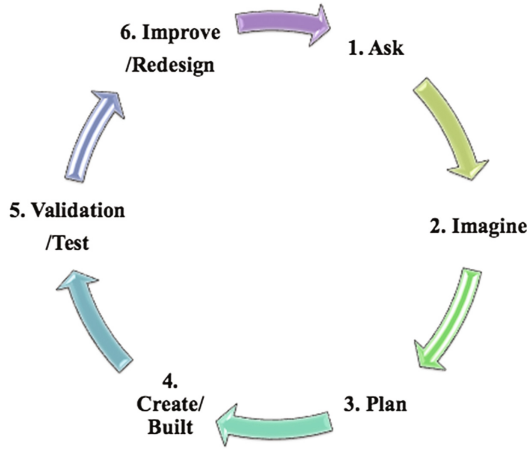 1. Ask
2. Imagine
3. Plan
4.
Create/
Built
5. Validation
/Test
6. Improve
/Redesign